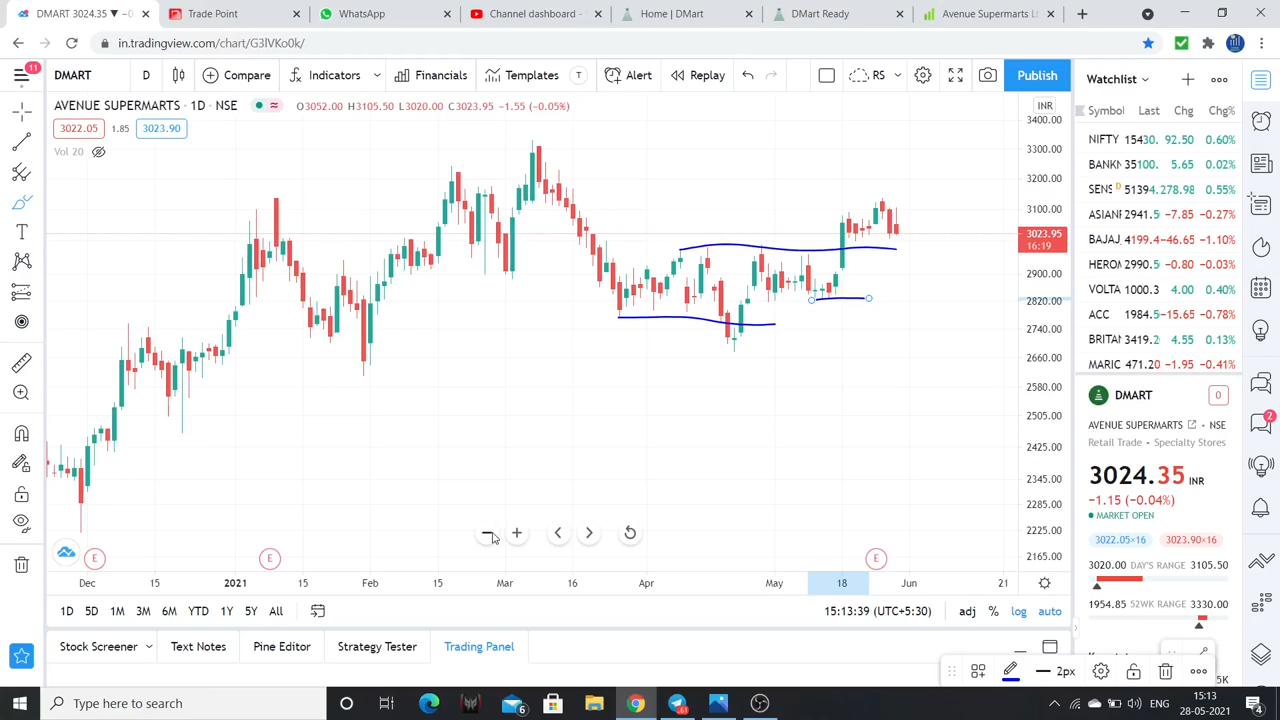 DMART 3024.35 ▼ −0
Trade Point
WhatsApp
Channel dashboard -
Home | DMart
DMart Ready
Avenue Supermarts Lt
in.tradingview.com/chart/G3lVKo0k/
11
DMART
D
Compare
Indicators
Financials
Templates
T
Alert
Replay
RS
Publish
Watchlist
AVENUE SUPERMARTS · 1D · NSE
O3052.00 H3105.50 L3020.00 C3023.95 −1.55 (−0.05%)
INR
3022.05
1.85
3023.90
Vol 20
3400.00
3300.00
3200.00
3100.00
3023.95
16:19
2900.00
2820.00
2740.00
2660.00
2580.00
2505.00
2425.00
2345.00
2285.00
2225.00
2165.00
Symbol Last Chg Chg%
NIFTY 15430. 92.50 0.60%
BANKN 35100. 5.65 0.02%
SENS D 51394. 278.98 0.55%
ASIAN 2941.5 −7.85 −0.27%
BAJAJ 4199.4 −46.65 −1.10%
HEROM 2990.5 −0.80 −0.03%
VOLTA 1000.3 4.00 0.40%
ACC 1984.5 −15.65 −0.78%
BRITAN 3419.2 4.55 0.13%
MARIC 471.20 −1.95 −0.41%
DMART
0
AVENUE SUPERMARTS • NSE
Retail Trade • Specialty Stores
2
3024.35 INR
−1.15 (−0.04%)
MARKET OPEN
3022.05×16
3023.90×16
3020.00 DAY'S RANGE 3105.50
1954.85 52WK RANGE 3330.00
E
E
E
Dec
15
2021
15
Feb
15
Mar
16
Apr
May
18
Jun
21
1D
5D
1M
3M
6M
YTD
1Y
5Y
All
15:13:39 (UTC+5:30)
adj
%
log
auto
Stock Screener
Text Notes
Pine Editor
Strategy Tester
Trading Panel
2px
5K
Type here to search
6
ENG
15:13
28-05-2021
4